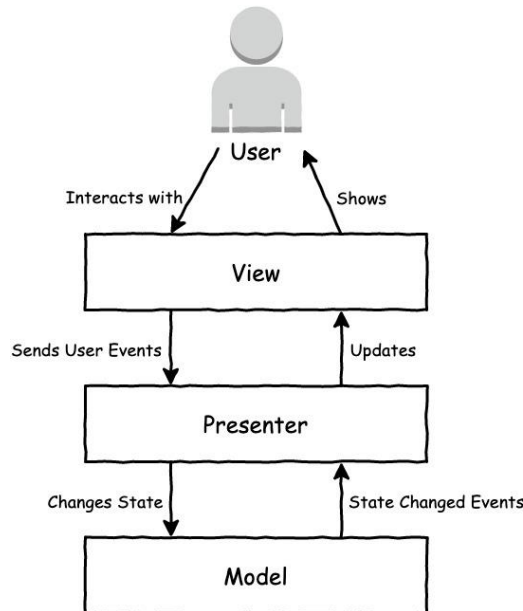 User
Interacts with
Shows
View
Sends User Events
Updates
Presenter
Changes State
State Changed Events
Model